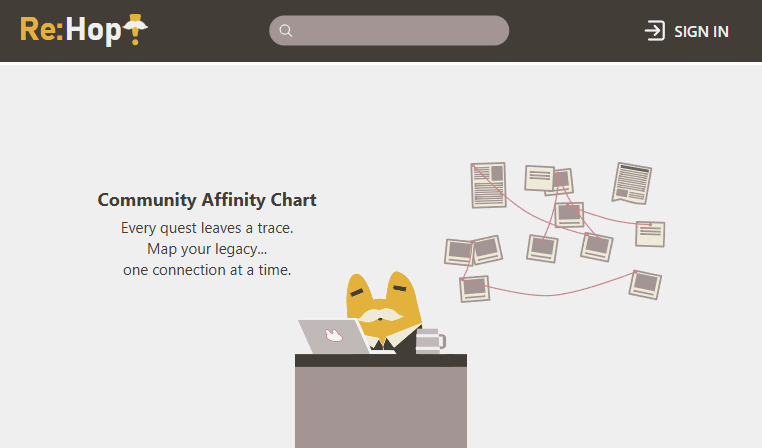 Re:Hop!
SIGN IN
Community Affinity Chart
Every quest leaves a trace.
Map your legacy...
one connection at a time.